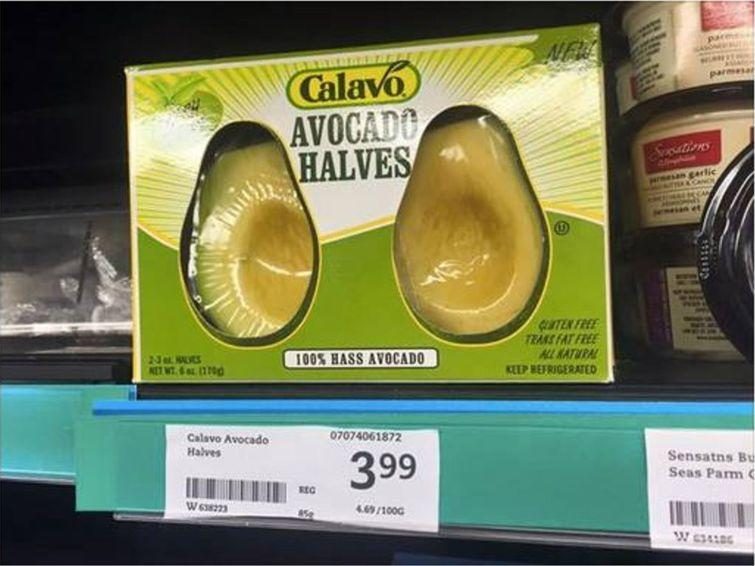 NEW
Calavo
AVOCADO
HALVES
GLUTEN FREE
TRANS FAT FREE
ALL NATURAL
KEEP REFRIGERATED
100% HASS AVOCADO
2-3 oz. HALVES
NET WT. 6 oz. (170g)
Sensations
parmesan garlic
Calavo Avocado
Halves
07074061872
REG
3.99
W 638223
85g
4.69/100G
Sensatns Bu
Seas Parm
W 634186